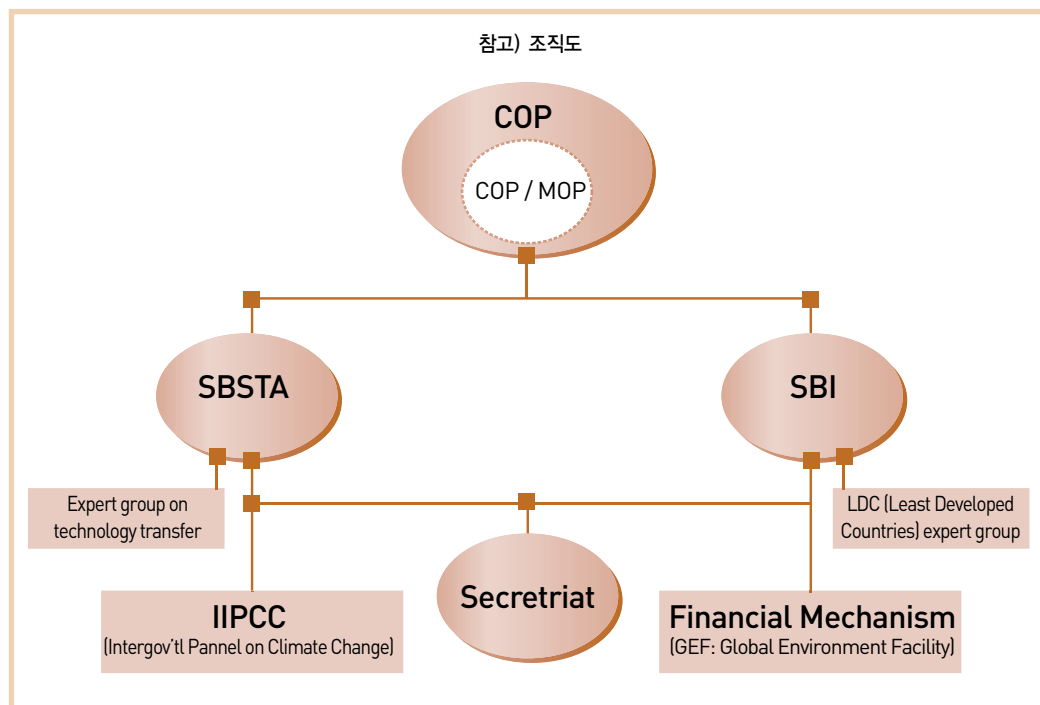 참고) 조직도
COP
COP / MOP
SBSTA
SBI
Expert group on
technology transfer
LDC (Least Developed
Countries) expert group
IIPCC
(Intergov’tl Pannel on Climate Change)
Secretriat
Financial Mechanism
(GEF: Global Environment Facility)